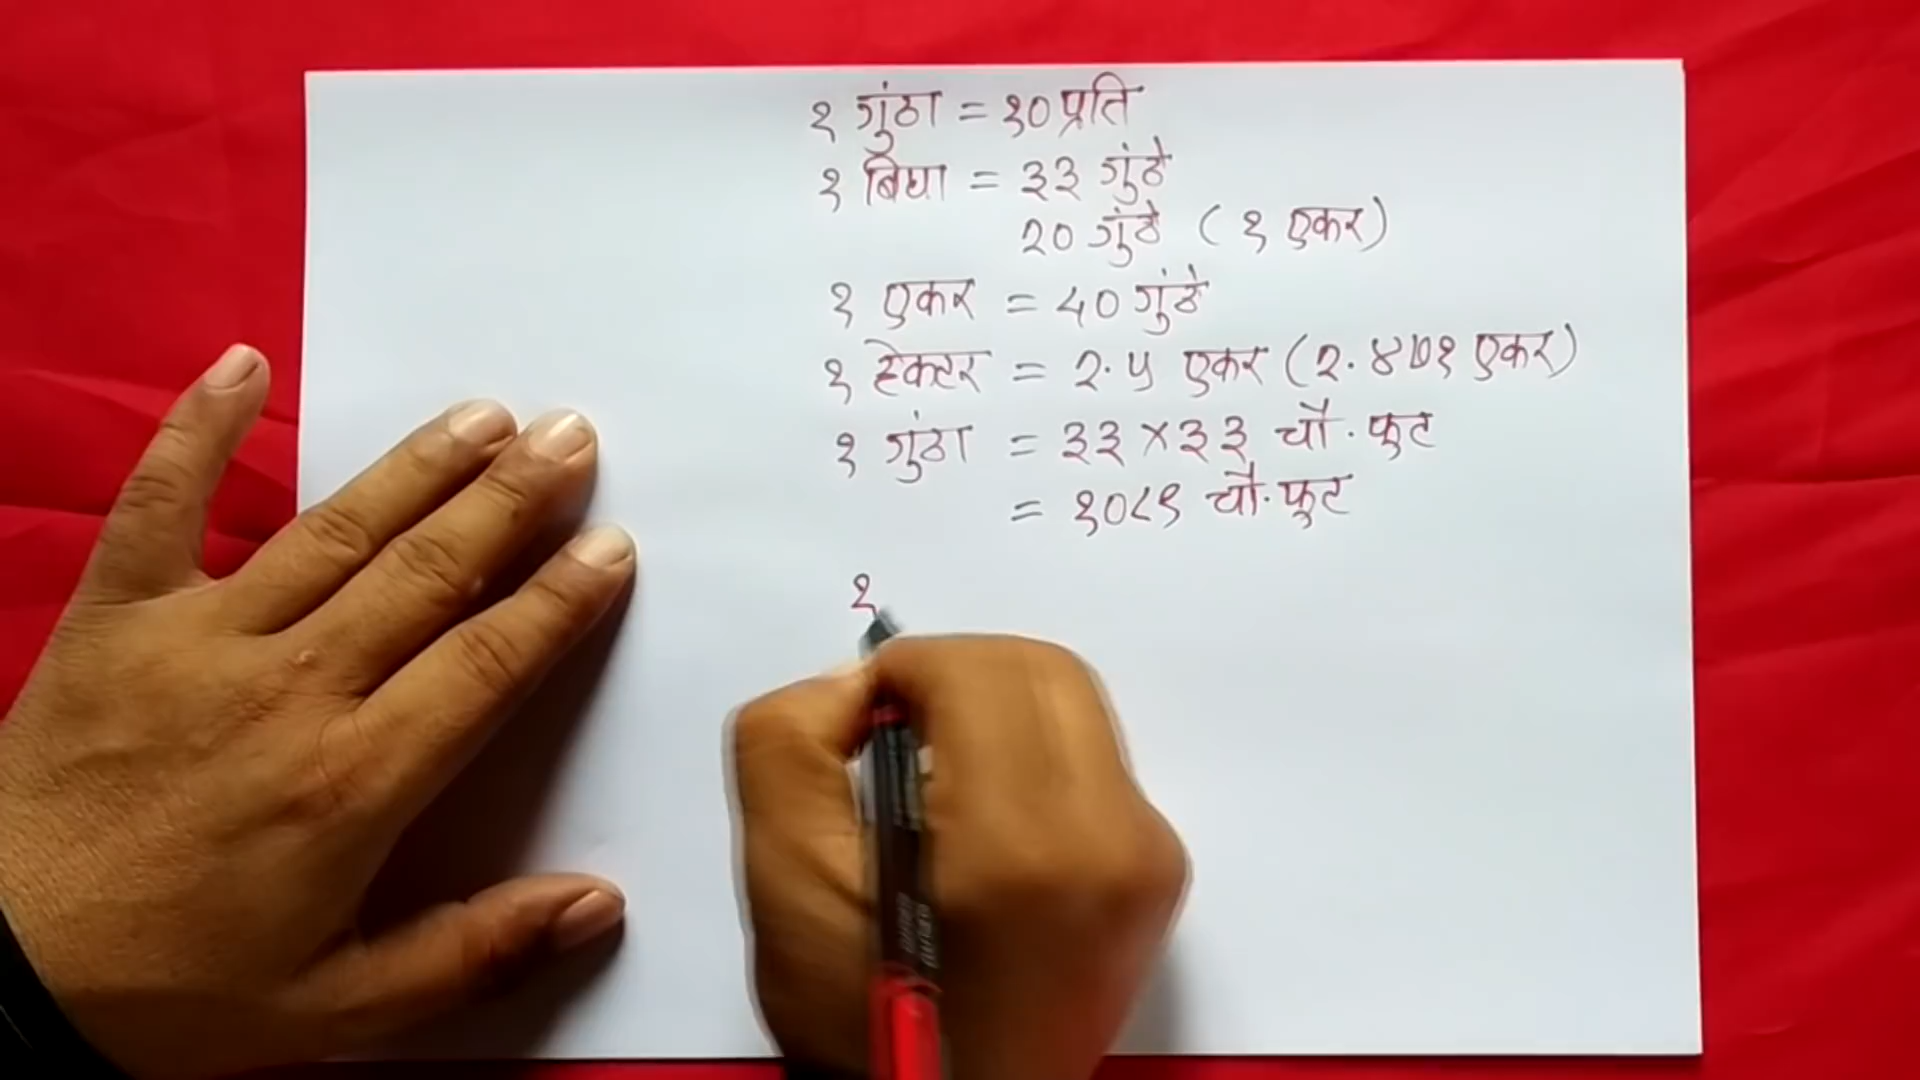 १ गुंठा = १० प्रति
१ बिघा = ३३ गुंठे
२० गुंठे ( १ एकर )
१ एकर = ४० गुंठे
१ हेक्टर = २.५ एकर (२.४७१ एकर)
१ गुंठा = ३३ × ३३ चौ. फुट
= १०८९ चौ. फूट
१